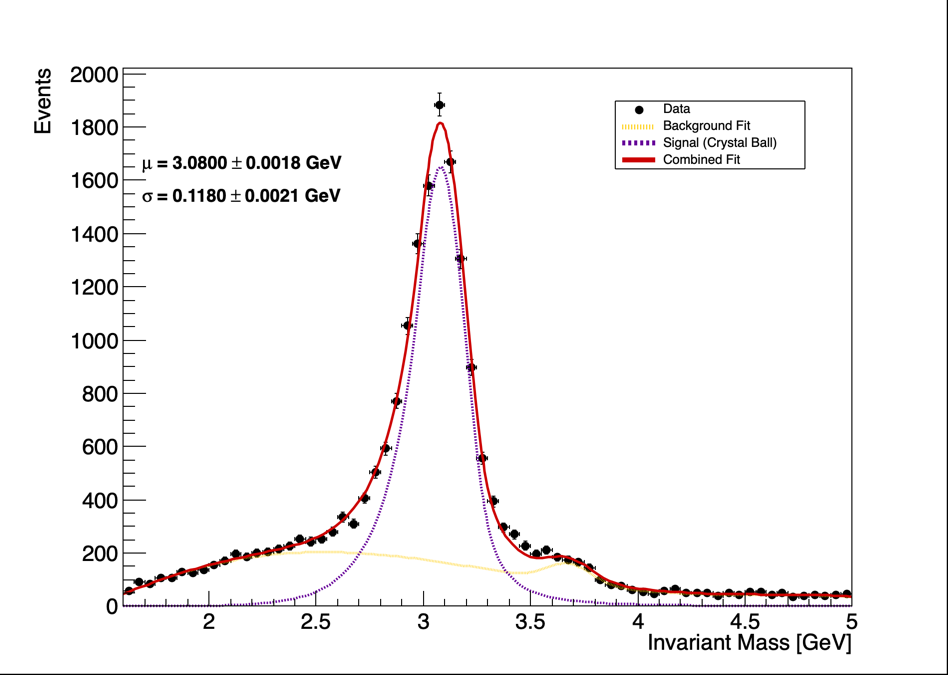 Events
2000
1800
1600
1400
1200
1000
800
600
400
200
0
μ = 3.0800 ± 0.0018 GeV
σ = 0.1180 ± 0.0021 GeV
Data
Background Fit
Signal (Crystal Ball)
Combined Fit
2 2.5 3 3.5 4 4.5 5
Invariant Mass [GeV]